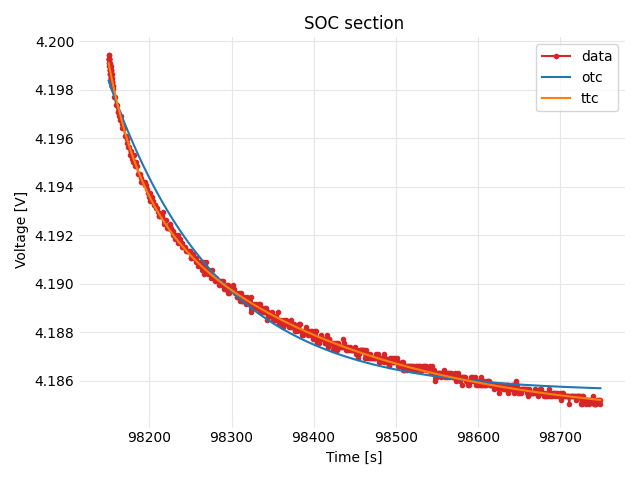 SOC section
4.200
4.198
4.196
4.194
4.192
4.190
4.188
4.186
Voltage [V]
data
otc
ttc
98200
98300
98400
98500
98600
98700
Time [s]